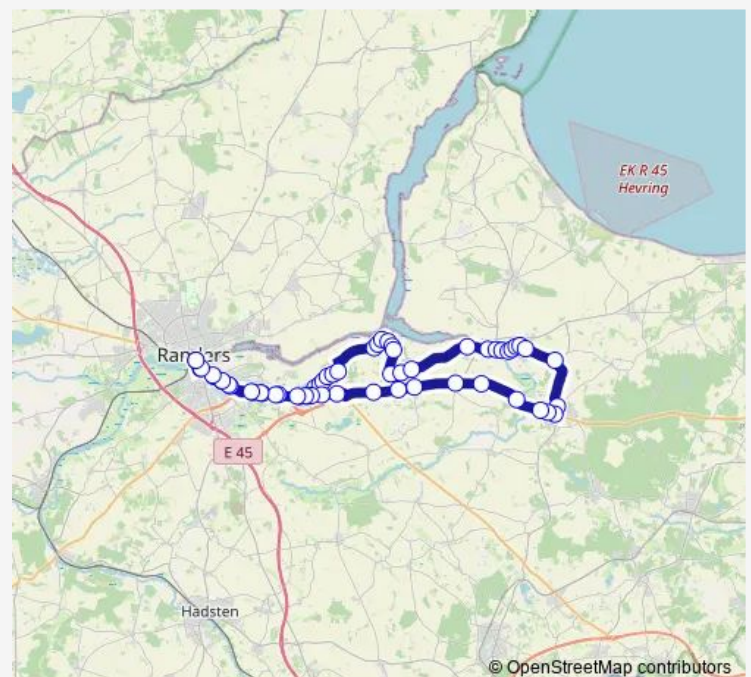 EK R 45
Hevring
Randers
E 45
Hadsten
© OpenStreetMap contributors